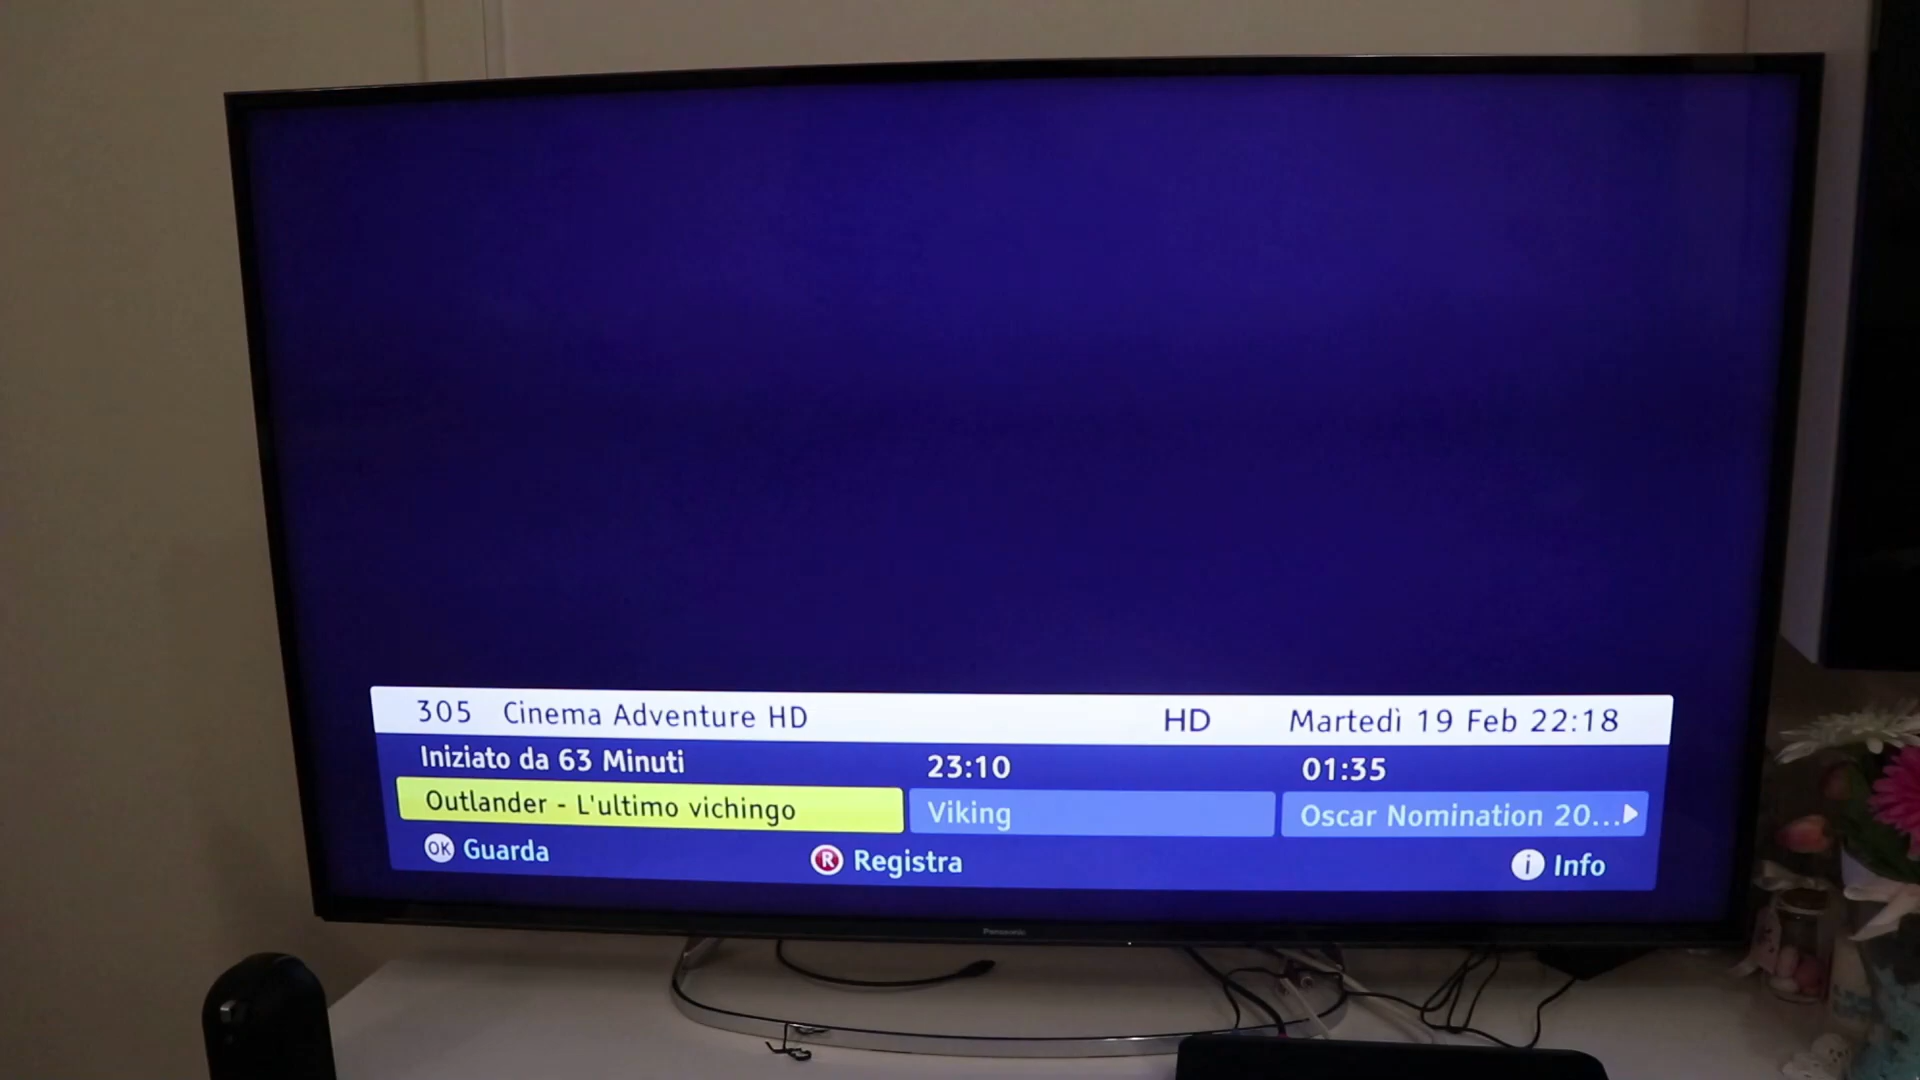 305 Cinema Adventure HD HD Martedì 19 Feb 22:18
Iniziato da 63 Minuti 23:10 01:35
Outlander - L'ultimo vichingo Viking Oscar Nomination 20...
OK Guarda R Registra i Info
Panasonic